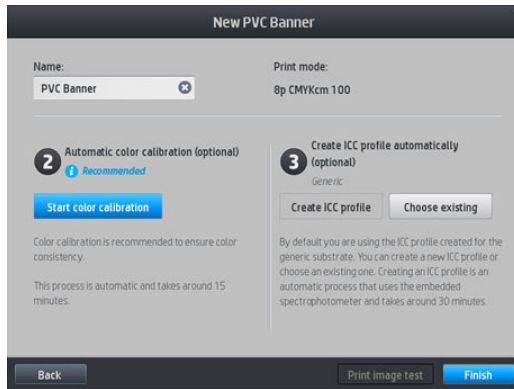 New PVC Banner
Name:
PVC Banner
Print mode:
8p CMYKcm 100
2
Automatic color calibration (optional)
i Recommended
Start color calibration
Color calibration is recommended to ensure color
consistency.
This process is automatic and takes around 15
minutes.
3
Create ICC profile automatically
(optional)
Generic
Create ICC profile
Choose existing
By default you are using the ICC profile created for the
generic substrate. You can create a new ICC profile or
choose an existing one. Creating an ICC profile is an
automatic process that uses the embedded
spectrophotometer and takes around 30 minutes.
Back
Print image test
Finish